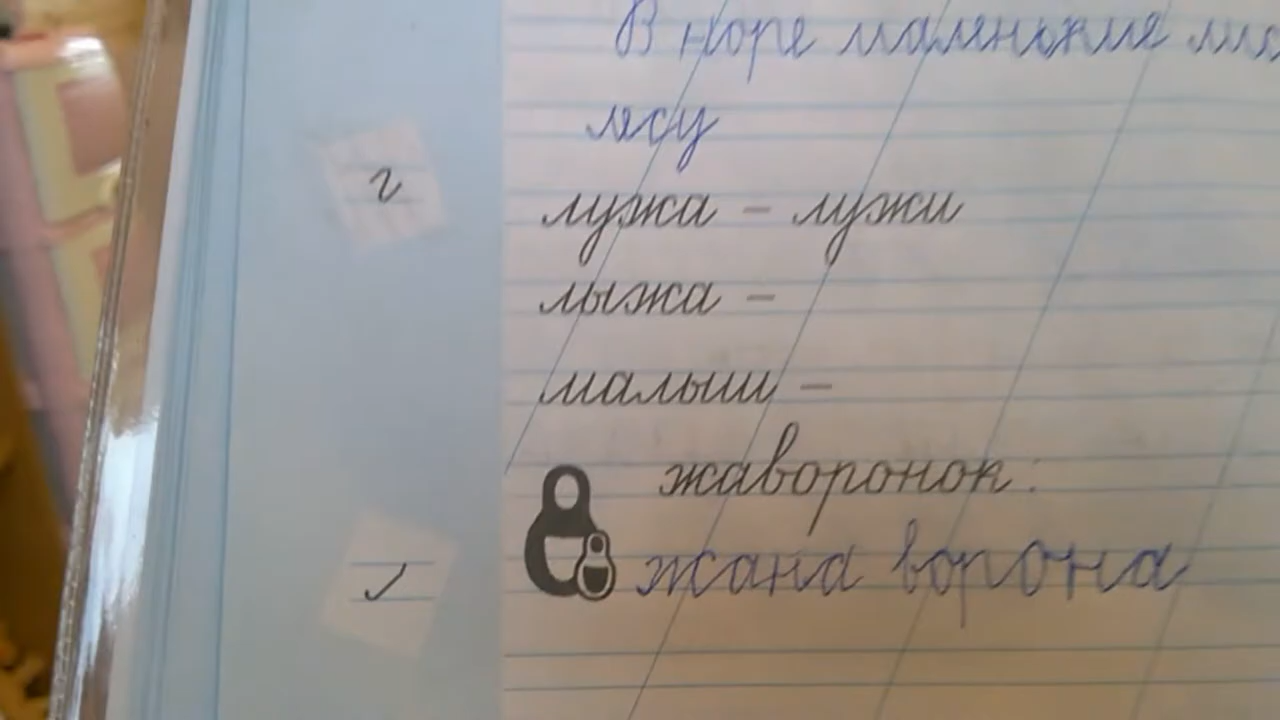 В норе маленькие
лесу
г
лужа - лужи
лыжа -
малыш -
жаворонок:
жана ворона